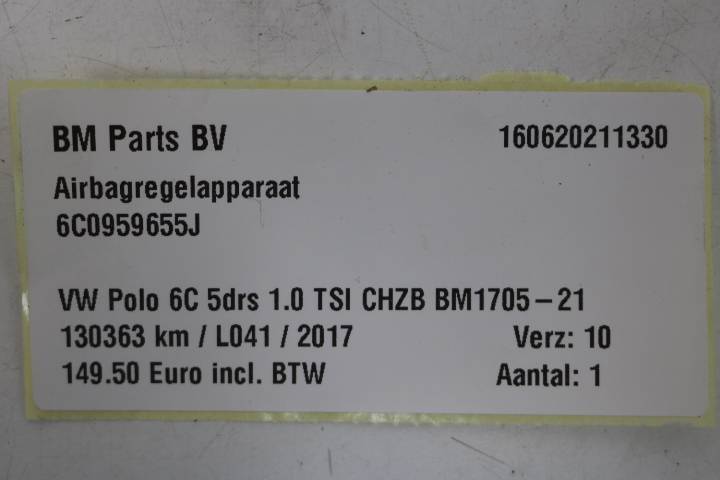 BM Parts BV 160620211330
Airbagregelapparaat
6C0959655J
VW Polo 6C 5drs 1.0 TSI CHZB BM1705-21
130363 km / L041 / 2017 Verz: 10
149.50 Euro incl. BTW Aantal: 1